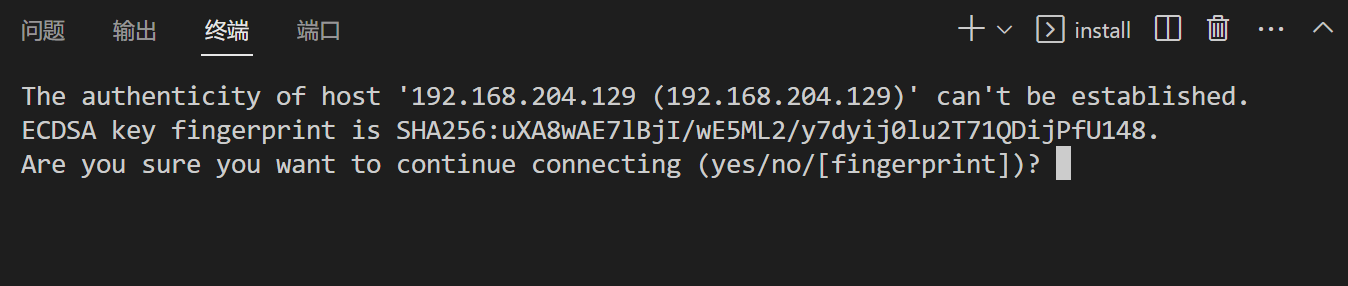 问题 输出 终端 端口 install
The authenticity of host '192.168.204.129 (192.168.204.129)' can't be established.
ECDSA key fingerprint is SHA256:uXA8wAE7lBjI/wE5ML2/y7dyij0lu2T71QDijPfU148.
Are you sure you want to continue connecting (yes/no/[fingerprint])?